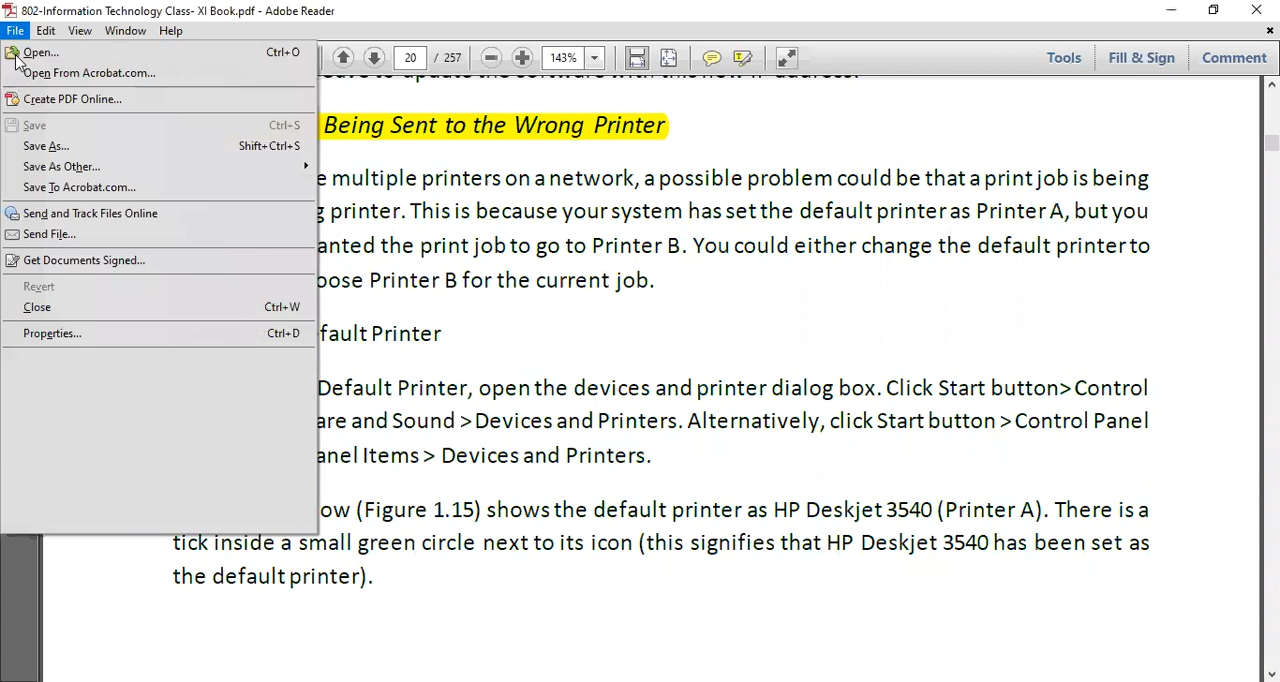 802-Information Technology Class- XI Book.pdf - Adobe Reader
File Edit View Window Help
Open... Ctrl+O
Open From Acrobat.com...
Create PDF Online...
Save Ctrl+S
Save As... Shift+Ctrl+S
Save As Other...
Save To Acrobat.com...
Send and Track Files Online
Send File...
Get Documents Signed...
Revert
Close Ctrl+W
Properties... Ctrl+D
20 / 257 143% Tools Fill & Sign Comment
Being Sent to the Wrong Printer
multiple printers on a network, a possible problem could be that a print job is being
printer. This is because your system has set the default printer as Printer A, but you
anted the print job to go to Printer B. You could either change the default printer to
oose Printer B for the current job.
fault Printer
Default Printer, open the devices and printer dialog box. Click Start button> Control
are and Sound >Devices and Printers. Alternatively, click Start button > Control Panel
anel Items > Devices and Printers.
ow (Figure 1.15) shows the default printer as HP Deskjet 3540 (Printer A). There is a
tick inside a small green circle next to its icon (this signifies that HP Deskjet 3540 has been set as
the default printer).